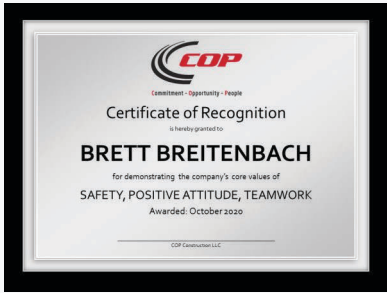 COP
Commitment - Opportunity - People
Certificate of Recognition
is hereby granted to
BRETT BREITENBACH
for demonstrating the company's core values of
SAFETY, POSITIVE ATTITUDE, TEAMWORK
Awarded: October 2020
COP Construction LLC